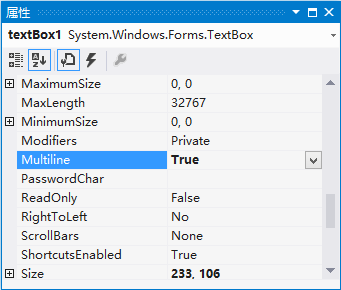 属性
textBox1 System.Windows.Forms.TextBox
MaximumSize 0, 0
MaxLength 32767
MinimumSize 0, 0
Modifiers Private
Multiline True
PasswordChar
ReadOnly False
RightToLeft No
ScrollBars None
ShortcutsEnabled True
Size 233, 106